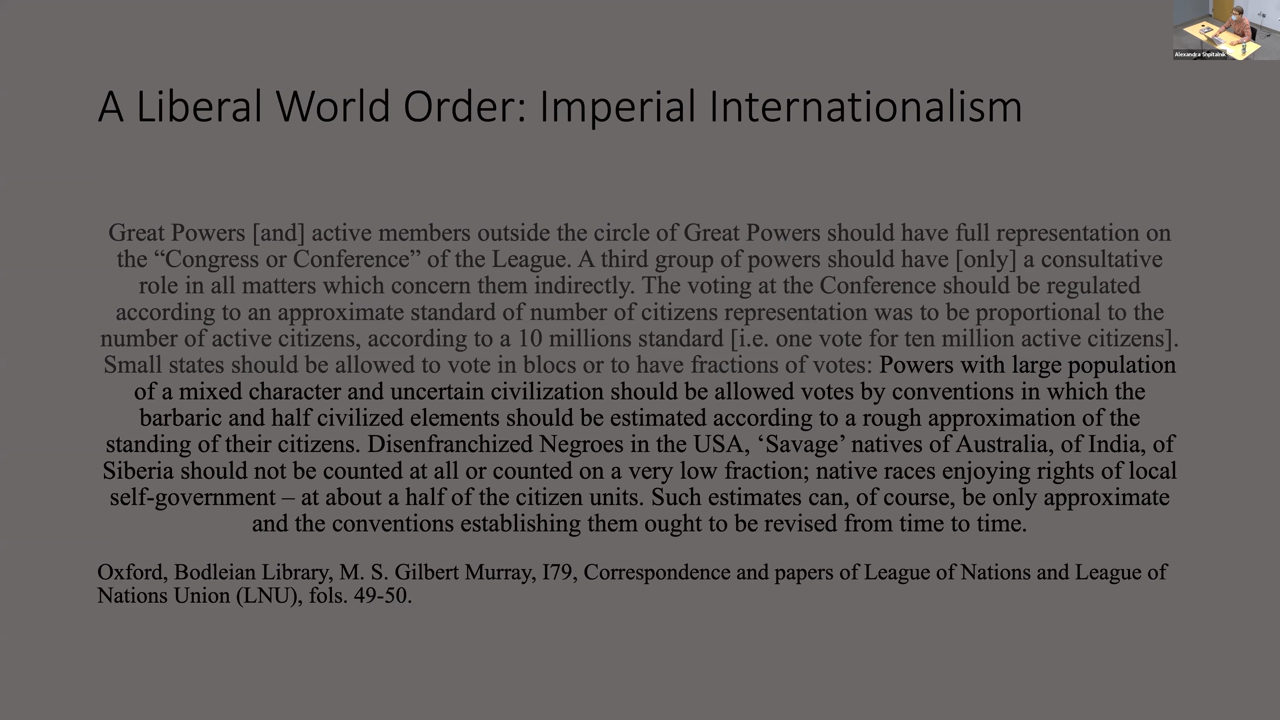 Alexandra Shpitalnik
A Liberal World Order: Imperial Internationalism
Great Powers [and] active members outside the circle of Great Powers should have full representation on
the “Congress or Conference” of the League. A third group of powers should have [only] a consultative
role in all matters which concern them indirectly. The voting at the Conference should be regulated
according to an approximate standard of number of citizens representation was to be proportional to the
number of active citizens, according to a 10 millions standard [i.e. one vote for ten million active citizens].
Small states should be allowed to vote in blocs or to have fractions of votes: Powers with large population
of a mixed character and uncertain civilization should be allowed votes by conventions in which the
barbaric and half civilized elements should be estimated according to a rough approximation of the
standing of their citizens. Disenfranchized Negroes in the USA, ‘Savage’ natives of Australia, of India, of
Siberia should not be counted at all or counted on a very low fraction; native races enjoying rights of local
self-government – at about a half of the citizen units. Such estimates can, of course, be only approximate
and the conventions establishing them ought to be revised from time to time.
Oxford, Bodleian Library, M. S. Gilbert Murray, I79, Correspondence and papers of League of Nations and League of
Nations Union (LNU), fols. 49-50.